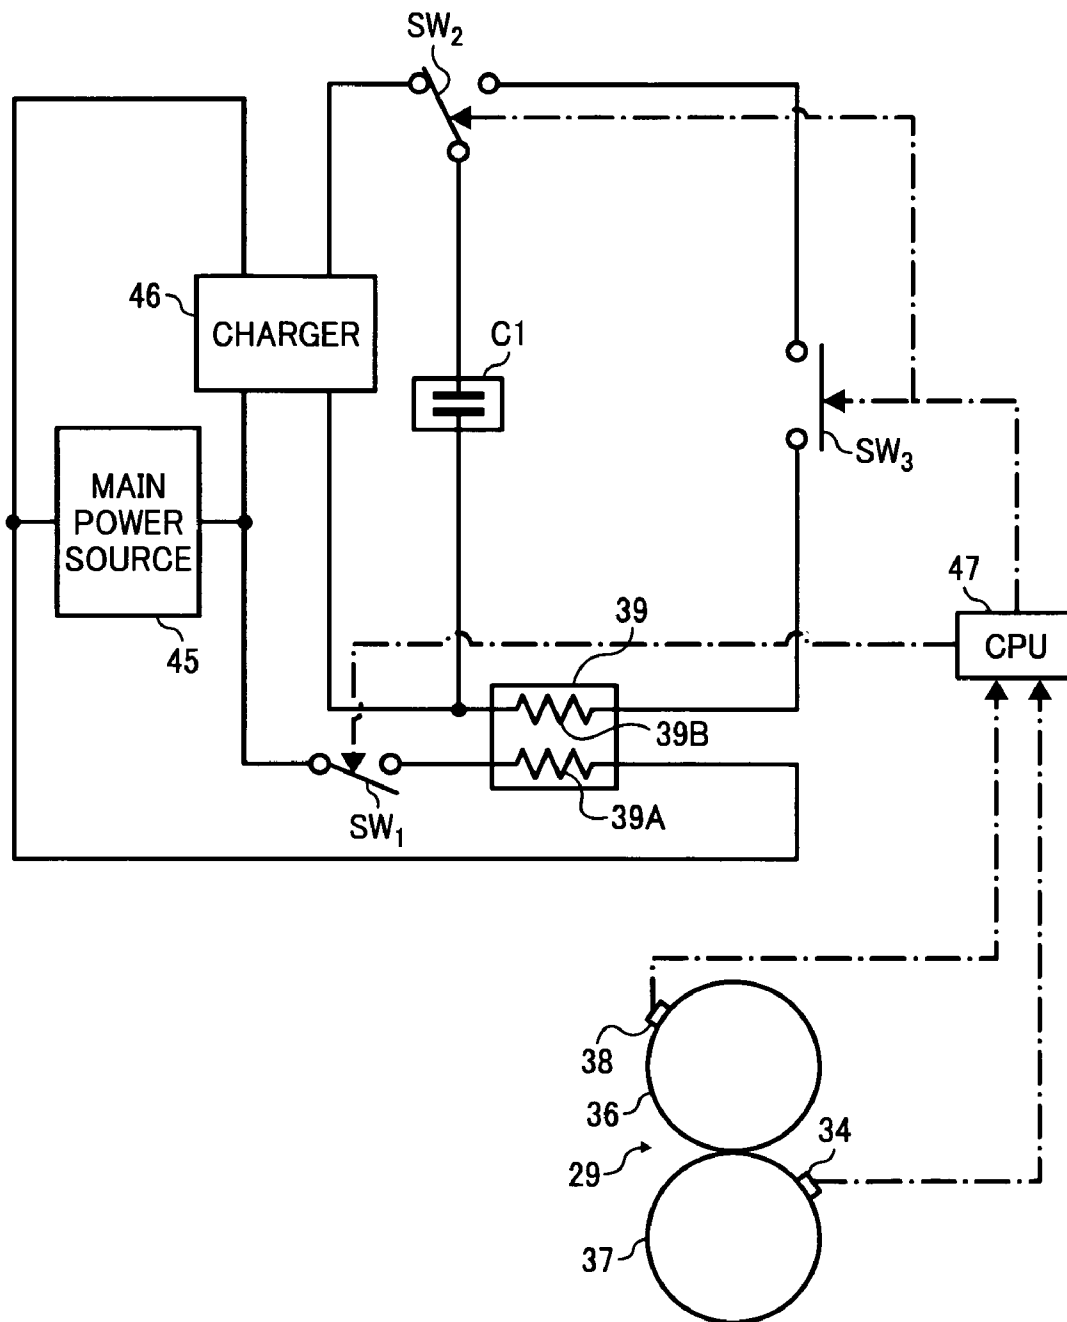 SW2
46
CHARGER
C1
MAIN
POWER
SOURCE
SW3
45
47
CPU
39
39B
39A
SW1
38
36
34
29
37